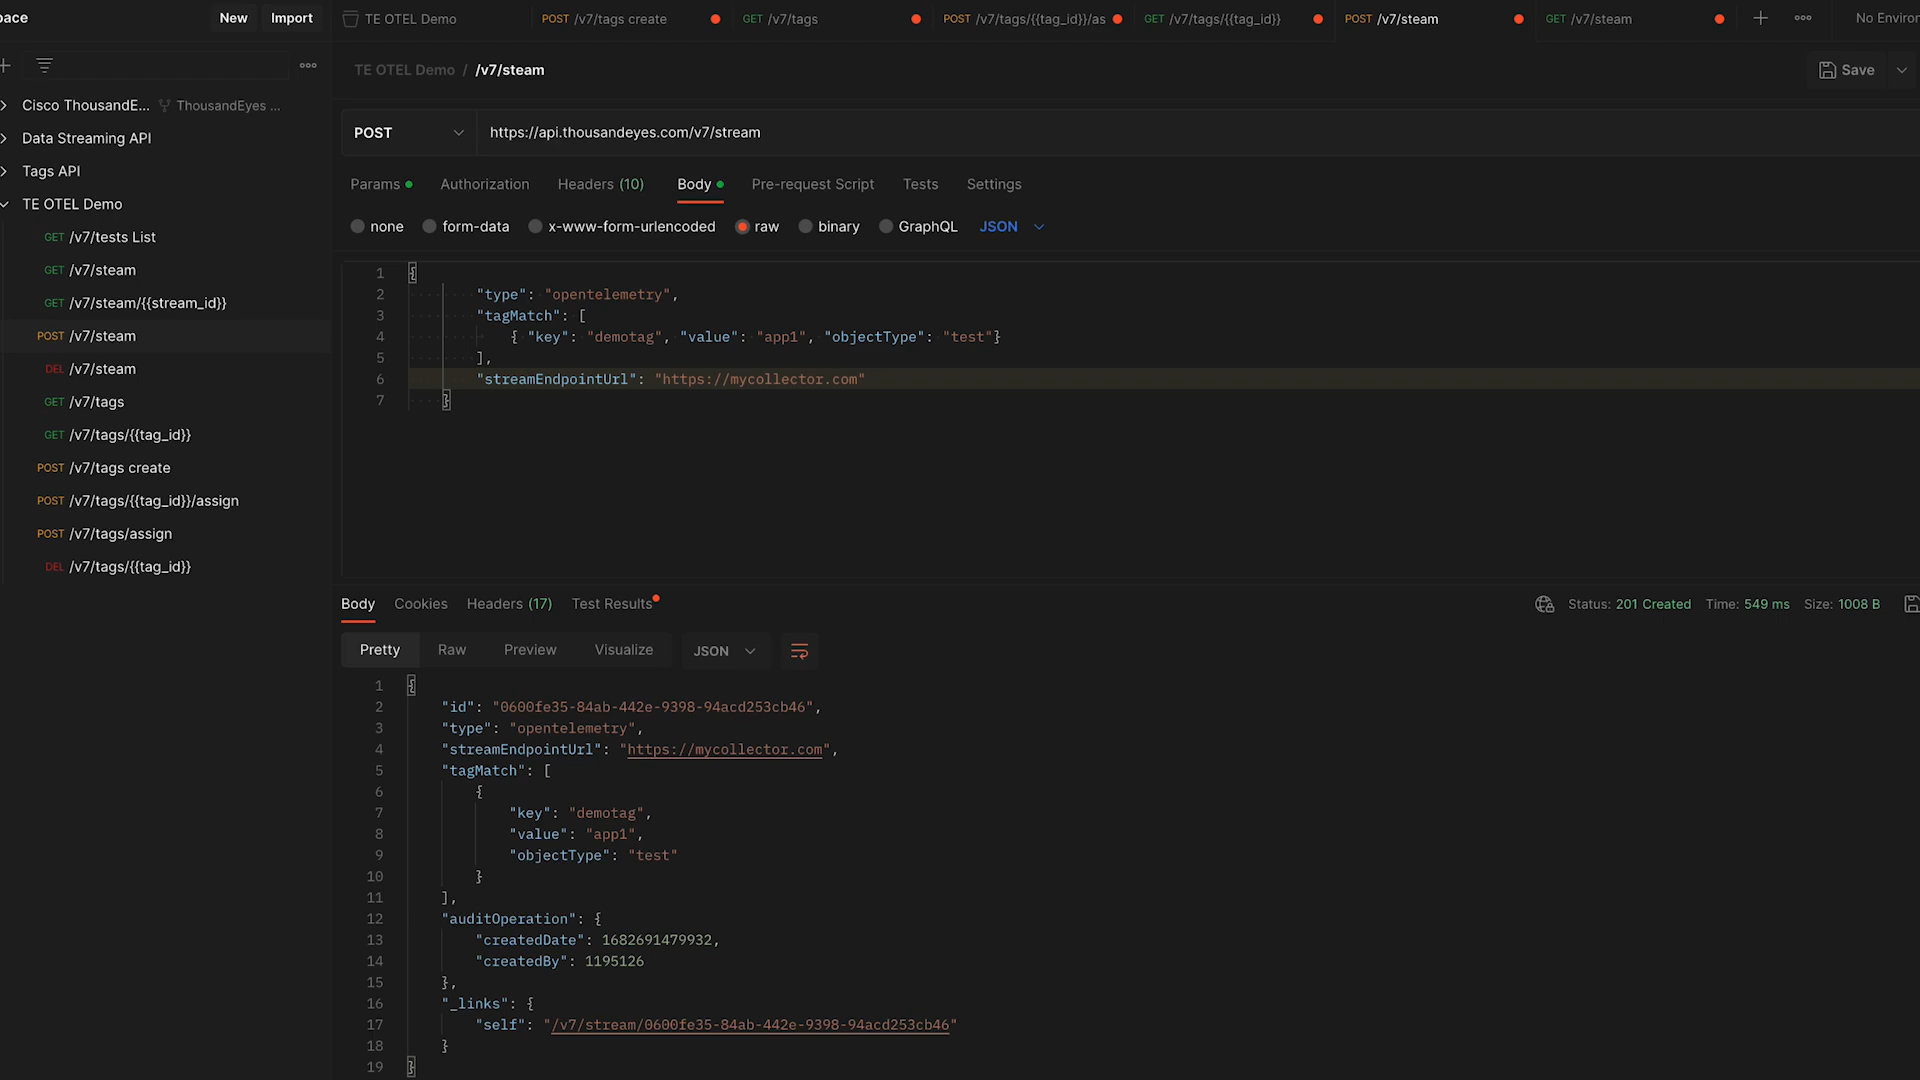 pace New Import
TE OTEL Demo POST /v7/tags create GET /v7/tags POST /v7/tags/{{tag_id}}/as GET /v7/tags/{{tag_id}} POST /v7/steam GET /v7/steam No Environ
TE OTEL Demo / /v7/steam Save
Cisco ThousandE... ThousandEyes ...
Data Streaming API
Tags API
TE OTEL Demo
GET /v7/tests List
GET /v7/steam
GET /v7/steam/{{stream_id}}
POST /v7/steam
DEL /v7/steam
GET /v7/tags
GET /v7/tags/{{tag_id}}
POST /v7/tags create
POST /v7/tags/{{tag_id}}/assign
POST /v7/tags/assign
DEL /v7/tags/{{tag_id}}
POST https://api.thousandeyes.com/v7/stream
Params Authorization Headers (10) Body Pre-request Script Tests Settings
none form-data x-www-form-urlencoded raw binary GraphQL JSON
1 {
2 "type": "opentelemetry",
3 "tagMatch": [
4 { "key": "demotag", "value": "app1", "objectType": "test"}
5 ],
6 "streamEndpointUrl": "https://mycollector.com"
7 }
Body Cookies Headers (17) Test Results Status: 201 Created Time: 549 ms Size: 1008 B
Pretty Raw Preview Visualize JSON
1 {
2 "id": "0600fe35-84ab-442e-9398-94acd253cb46",
3 "type": "opentelemetry",
4 "streamEndpointUrl": "https://mycollector.com",
5 "tagMatch": [
6 {
7 "key": "demotag",
8 "value": "app1",
9 "objectType": "test"
10 }
11 ],
12 "auditOperation": {
13 "createdDate": 1682691479932,
14 "createdBy": 1195126
15 },
16 "_links": {
17 "self": "/v7/stream/0600fe35-84ab-442e-9398-94acd253cb46"
18 }
19 }